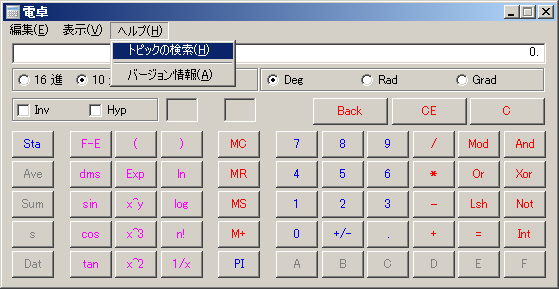 電卓
編集(E) 表示(V) ヘルプ(H)
トピックの検索(H)
0.
バージョン情報(A)
16 進 10 Deg Rad Grad
Inv Hyp Back CE C
Sta F-E ( ) MC 7 8 9 / Mod And
Ave dms Exp ln MR 4 5 6 * Or Xor
Sum sin x^y log MS 1 2 3 - Lsh Not
s cos x^3 n! M+ 0 +/- . + = Int
Dat tan x^2 1/x PI A B C D E F